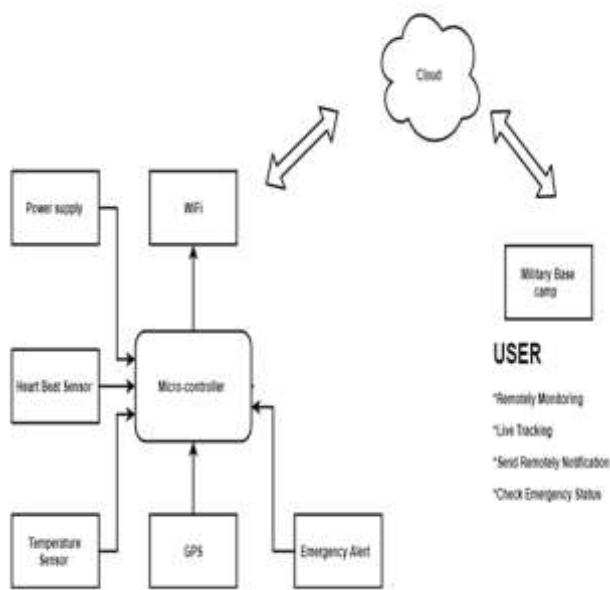 Cloud
Power supply
WiFi
Military Base
camp
USER
Heart Beat Sensor
Micro-controller
*Remotely Monitoring
*Live Tracking
*Send Remotely Notification
*Check Emergency Status
Temperature
Sensor
GPS
Emergency Alert